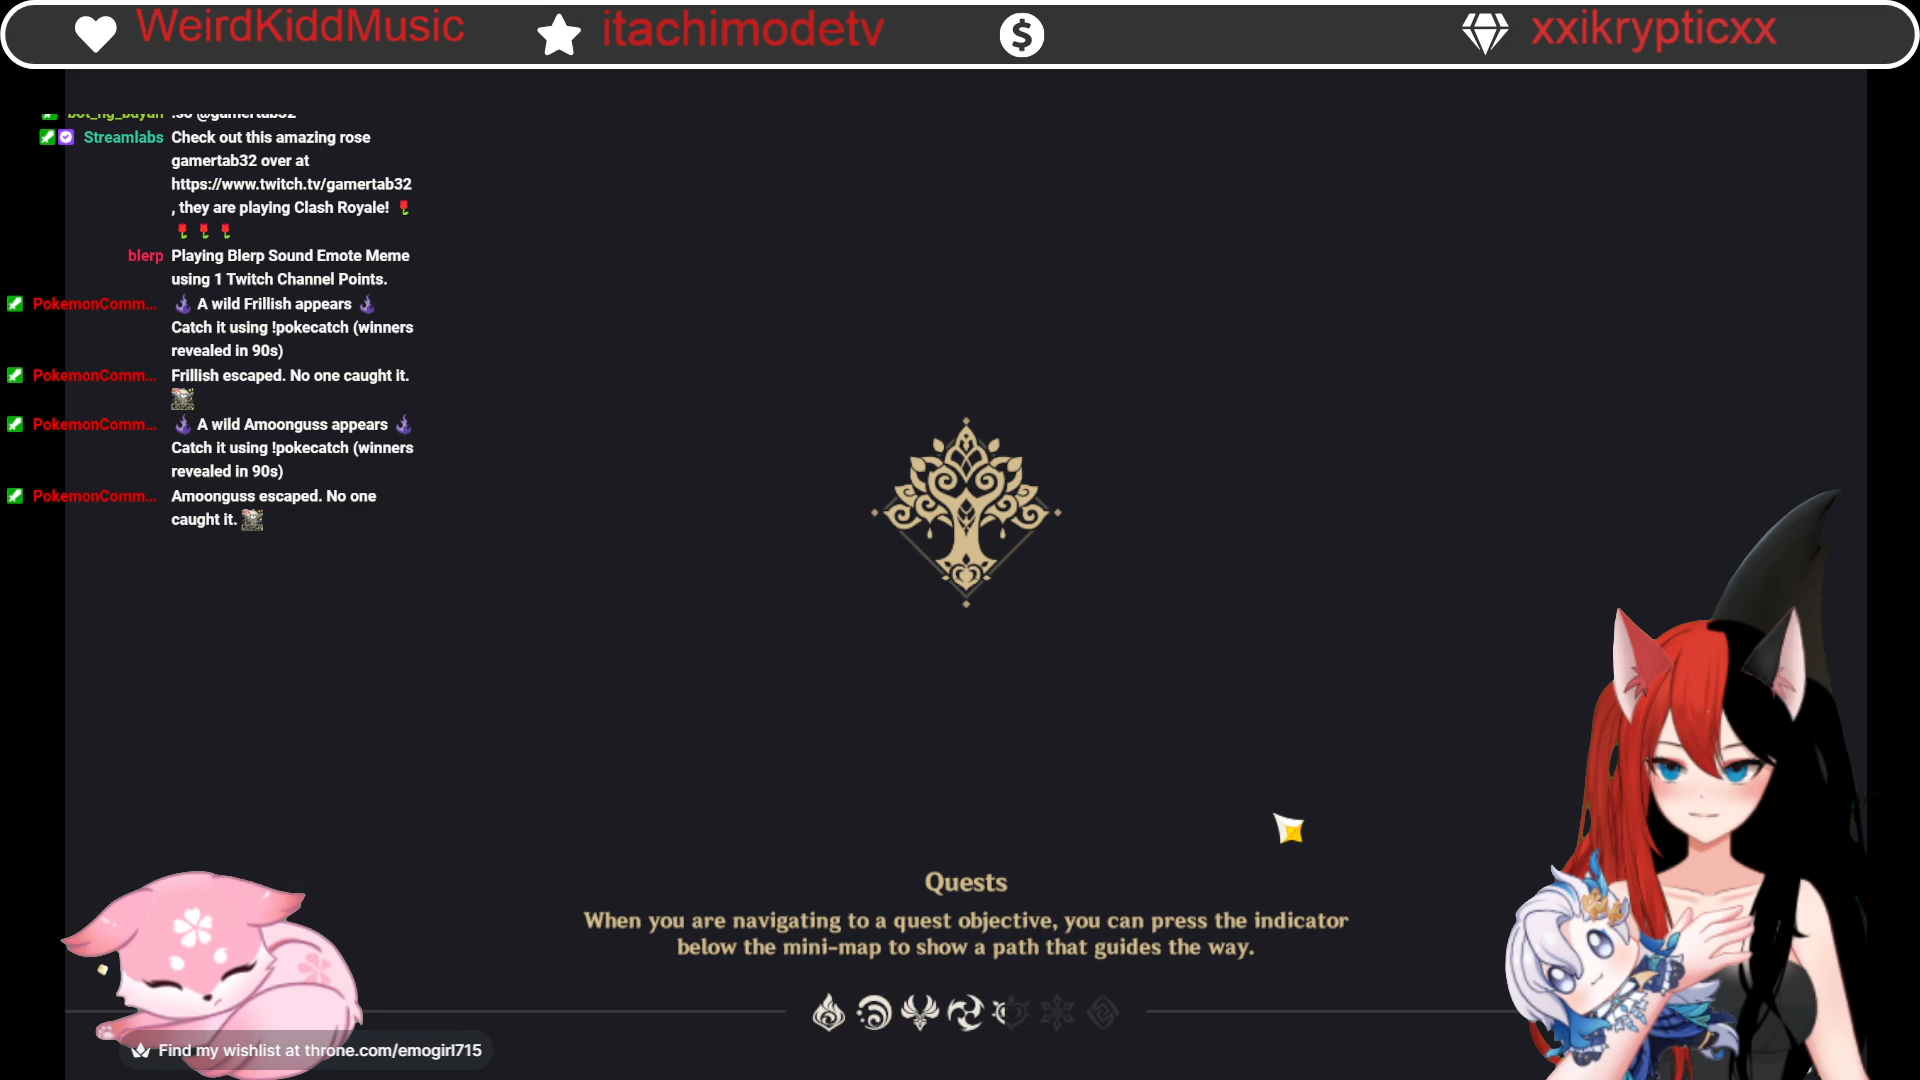 WeirdKiddMusic
itachimodetv
xxikrypticxx
bot_ng_bayan !so @gamertab32
Streamlabs Check out this amazing rose
gamertab32 over at
https://www.twitch.tv/gamertab32
, they are playing Clash Royale! 🌹
🌹 🌹 🌹
blerp Playing Blerp Sound Emote Meme
using 1 Twitch Channel Points.
PokemonComm... A wild Frillish appears
Catch it using !pokecatch (winners
revealed in 90s)
PokemonComm... Frillish escaped. No one caught it.
PokemonComm... A wild Amoonguss appears
Catch it using !pokecatch (winners
revealed in 90s)
PokemonComm... Amoonguss escaped. No one
caught it.
Quests
When you are navigating to a quest objective, you can press the indicator
below the mini-map to show a path that guides the way.
Find my wishlist at throne.com/emogirl715